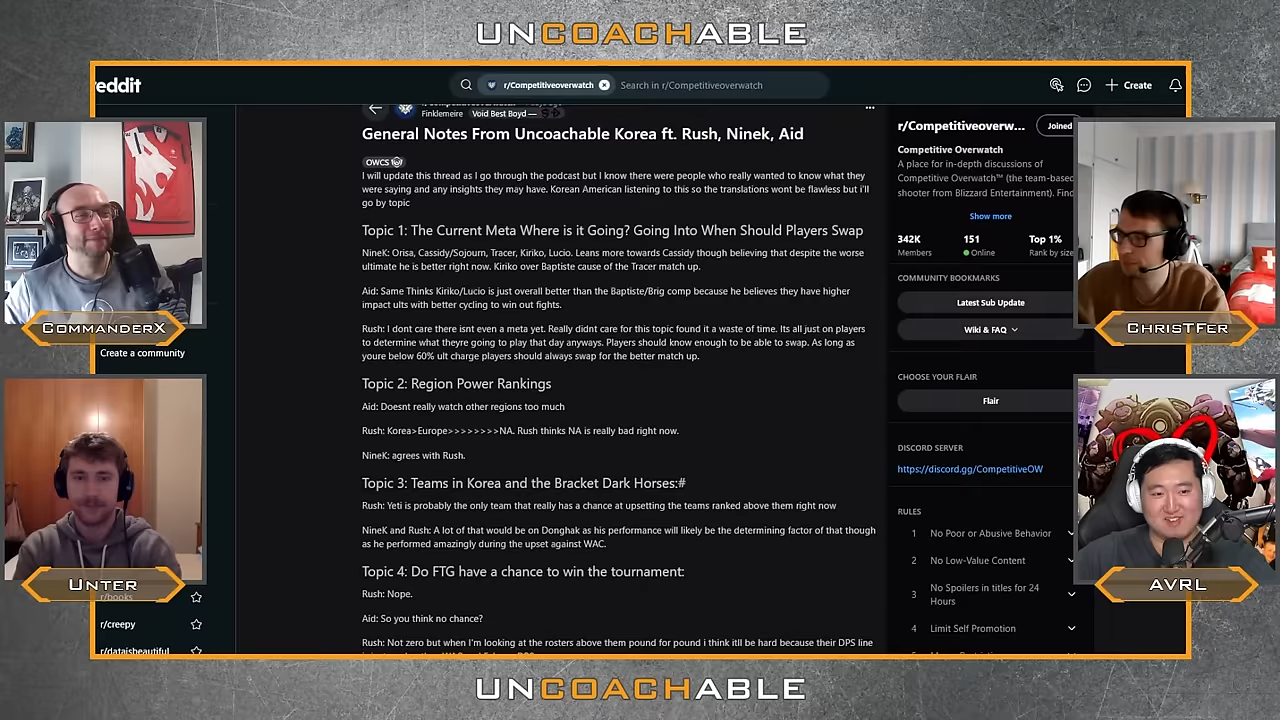 UNCOACHABLE
reddit
r/Competitiveoverwatch
Search in r/Competitiveoverwatch
Create
Finklemeire
Void Best Boyd —
General Notes From Uncoachable Korea ft. Rush, Ninek, Aid
OWCS
I will update this thread as I go through the podcast but I know there were people who really wanted to know what they
were saying and any insights they may have. Korean American listening to this so the translations wont be flawless but i'll
go by topic
Topic 1: The Current Meta Where is it Going? Going Into When Should Players Swap
NineK: Orisa, Cassidy/Sojourn, Tracer, Kiriko, Lucio. Leans more towards Cassidy though believing that despite the worse
ultimate he is better right now. Kiriko over Baptiste cause of the Tracer match up.
Aid: Same Thinks Kiriko/Lucio is just overall better than the Baptiste/Brig comp because he believes they have higher
impact ults with better cycling to win out fights.
Rush: I dont care there isnt even a meta yet. Really didnt care for this topic found it a waste of time. Its all just on players
to determine what theyre going to play that day anyways. Players should know enough to be able to swap. As long as
youre below 60% ult charge players should always swap for the better match up.
Topic 2: Region Power Rankings
Aid: Doesnt really watch other regions too much
Rush: Korea>Europe>>>>>>>>NA. Rush thinks NA is really bad right now.
NineK: agrees with Rush.
Topic 3: Teams in Korea and the Bracket Dark Horses:#
Rush: Yeti is probably the only team that really has a chance at upsetting the teams ranked above them right now
NineK and Rush: A lot of that would be on Donghak as his performance will likely be the determining factor of that though
as he performed amazingly during the upset against WAC.
Topic 4: Do FTG have a chance to win the tournament:
Rush: Nope.
Aid: So you think no chance?
Rush: Not zero but when I'm looking at the rosters above them pound for pound i think itll be hard because their DPS line
r/Competitiveoverw...
Joined
Competitive Overwatch
A place for in-depth discussions of
Competitive Overwatch™ (the team-based
shooter from Blizzard Entertainment). Find
Show more
342K
151
Top 1%
Members
Online
Rank by size
COMMUNITY BOOKMARKS
Latest Sub Update
Wiki & FAQ
CHOOSE YOUR FLAIR
Flair
DISCORD SERVER
https://discord.gg/CompetitiveOW
RULES
1 No Poor or Abusive Behavior
2 No Low-Value Content
3 No Spoilers in titles for 24
Hours
4 Limit Self Promotion
Create a community
r/books
r/creepy
r/dataisbeautiful
COMMANDERX
UNTER
CHRISTFER
AVRL
UNCOACHABLE